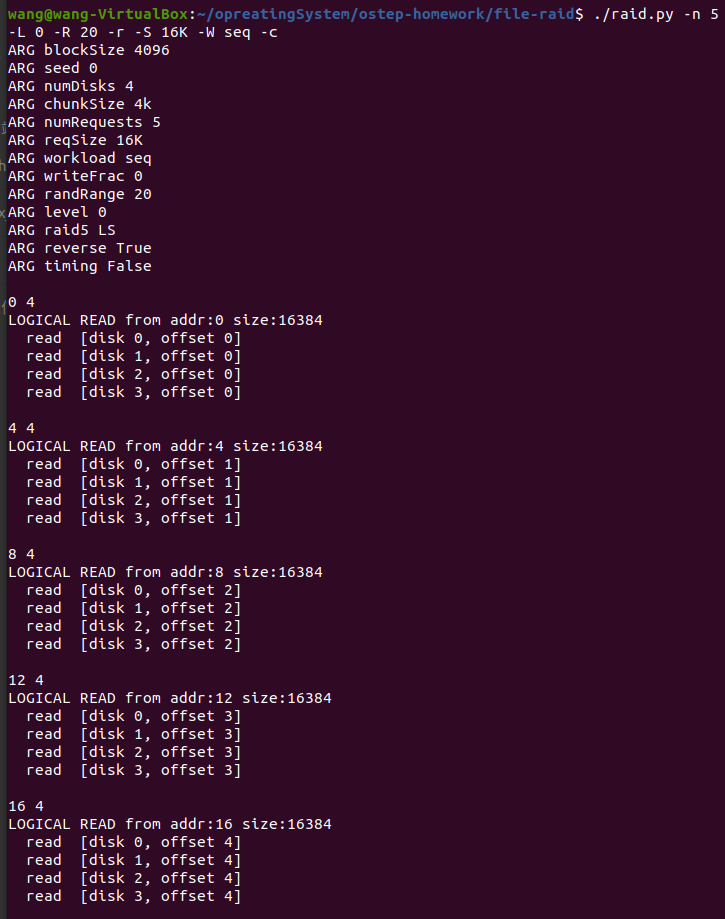 wang@wang-VirtualBox:~/opreatingSystem/ostep-homework/file-raid$ ./raid.py -n 5
-L 0 -R 20 -r -S 16K -W seq -c
ARG blockSize 4096
ARG seed 0
ARG numDisks 4
ARG chunkSize 4k
ARG numRequests 5
ARG reqSize 16K
ARG workload seq
ARG writeFrac 0
ARG randRange 20
ARG level 0
ARG raid5 LS
ARG reverse True
ARG timing False

0 4
LOGICAL READ from addr:0 size:16384
  read  [disk 0, offset 0]
  read  [disk 1, offset 0]
  read  [disk 2, offset 0]
  read  [disk 3, offset 0]

4 4
LOGICAL READ from addr:4 size:16384
  read  [disk 0, offset 1]
  read  [disk 1, offset 1]
  read  [disk 2, offset 1]
  read  [disk 3, offset 1]

8 4
LOGICAL READ from addr:8 size:16384
  read  [disk 0, offset 2]
  read  [disk 1, offset 2]
  read  [disk 2, offset 2]
  read  [disk 3, offset 2]

12 4
LOGICAL READ from addr:12 size:16384
  read  [disk 0, offset 3]
  read  [disk 1, offset 3]
  read  [disk 2, offset 3]
  read  [disk 3, offset 3]

16 4
LOGICAL READ from addr:16 size:16384
  read  [disk 0, offset 4]
  read  [disk 1, offset 4]
  read  [disk 2, offset 4]
  read  [disk 3, offset 4]